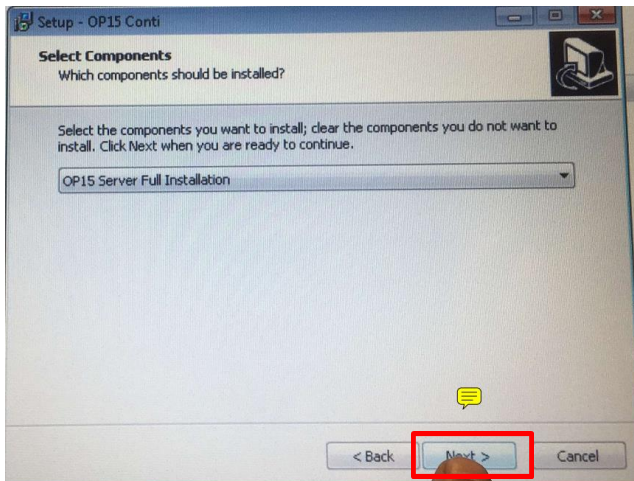 Setup - OP15 Conti
Select Components
Which components should be installed?
Select the components you want to install; clear the components you do not want to
install. Click Next when you are ready to continue.
OP15 Server Full Installation
< Back
Next >
Cancel